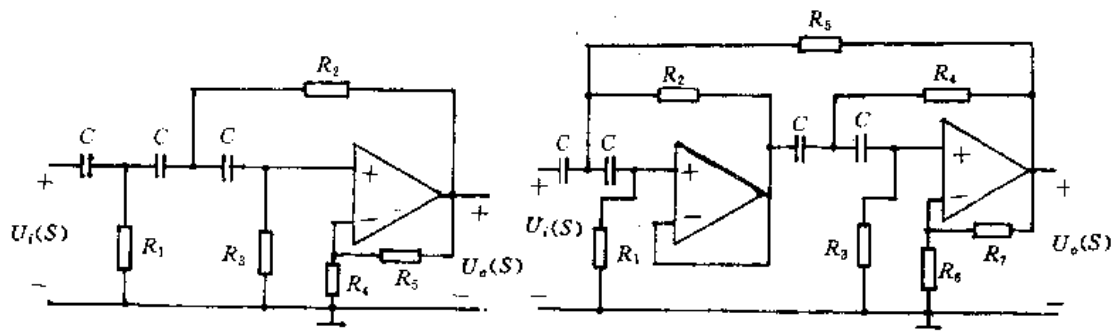 R₅
R₂
R₂
R₄
C
C
C
C
C
C
C
+
+
+
+
+
+
−
−
Uᵢ(S)
R₁
R₃
R₅
R₄
Uₒ(S)
Uᵢ(S)
R₁
R₃
R₇
R₆
Uₒ(S)
−
−
−
−